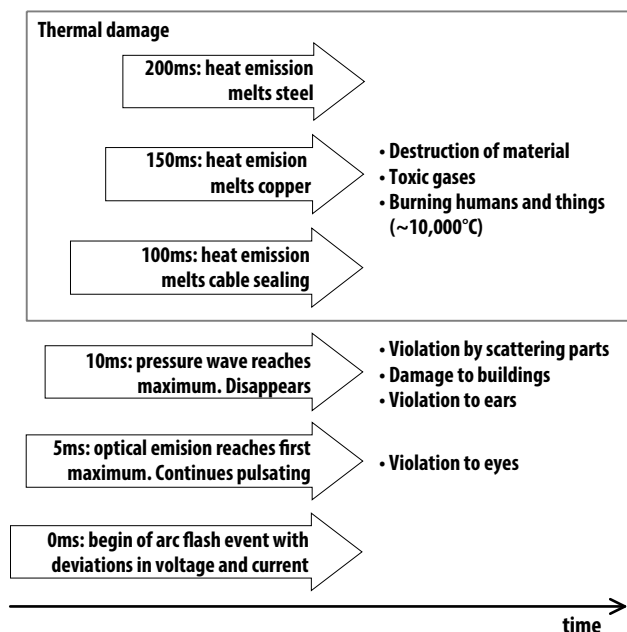 Thermal damage
200ms: heat emission
melts steel
150ms: heat emision
melts copper
• Destruction of material
• Toxic gases
• Burning humans and things
(~10,000°C)
100ms: heat emission
melts cable sealing
10ms: pressure wave reaches
maximum. Disappears
• Violation by scattering parts
• Damage to buildings
• Violation to ears
5ms: optical emision reaches first
maximum. Continues pulsating
• Violation to eyes
0ms: begin of arc flash event with
deviations in voltage and current
time